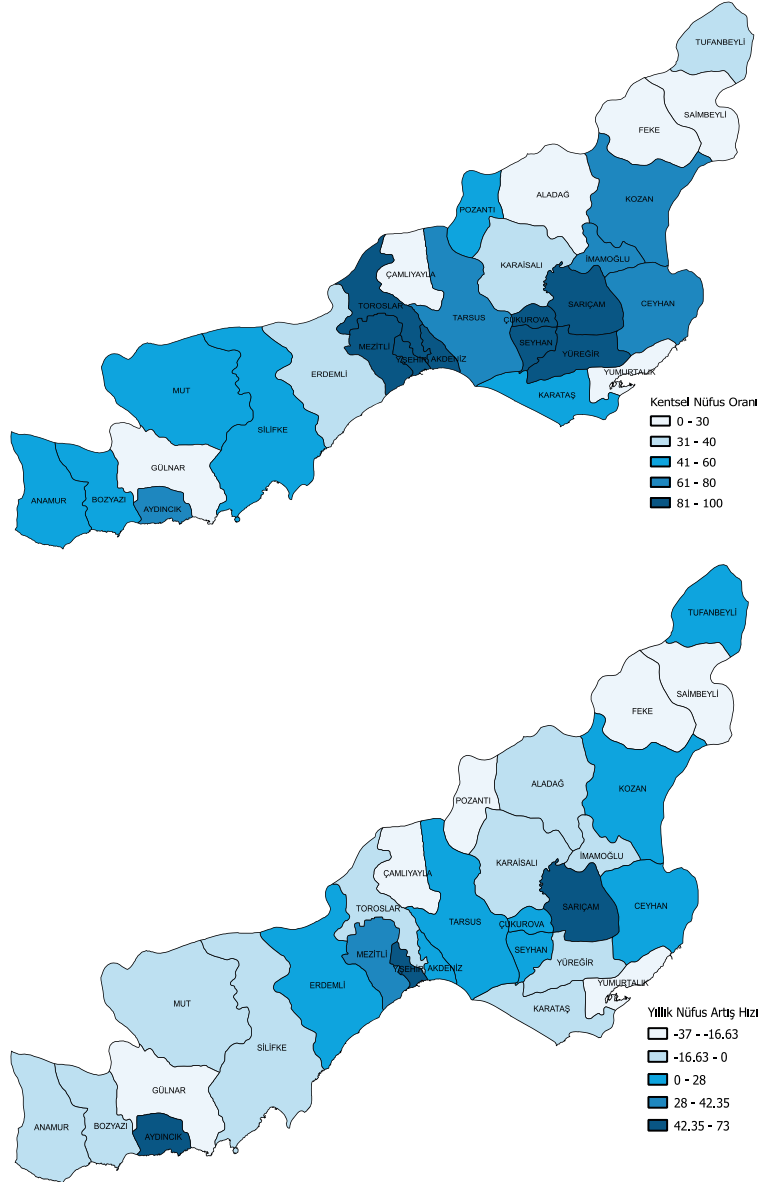 TUFANBEYLİ
SAİMBEYLİ
FEKE
ALADAĞ
KOZAN
POZANTI
ÇAMLIYAYLA
KARAİSALI
İMAMOĞLU
TOROSLAR
SARIÇAM
CEYHAN
TARSUS
ÇUKUROVA
MEZİTLİ
SEYHAN
YÜREĞİR
Y.ŞEHİR
AKDENİZ
ERDEMLİ
YUMURTALIK
MUT
KARATAŞ
SİLİFKE
GÜLNAR
ANAMUR
BOZYAZI
AYDINCIK
Kentsel Nüfus Oranı
0 - 30
31 - 40
41 - 60
61 - 80
81 - 100
TUFANBEYLİ
SAİMBEYLİ
FEKE
ALADAĞ
KOZAN
POZANTI
İMAMOĞLU
KARAİSALI
ÇAMLIYAYLA
TOROSLAR
SARIÇAM
CEYHAN
TARSUS
ÇUKUROVA
MEZİTLİ
SEYHAN
YÜREĞİR
Y.ŞEHİR
AKDENİZ
ERDEMLİ
YUMURTALIK
MUT
KARATAŞ
SİLİFKE
GÜLNAR
ANAMUR
BOZYAZI
AYDINCIK
Yıllık Nüfus Artış Hızı
-37 - -16.63
-16.63 - 0
0 - 28
28 - 42.35
42.35 - 73